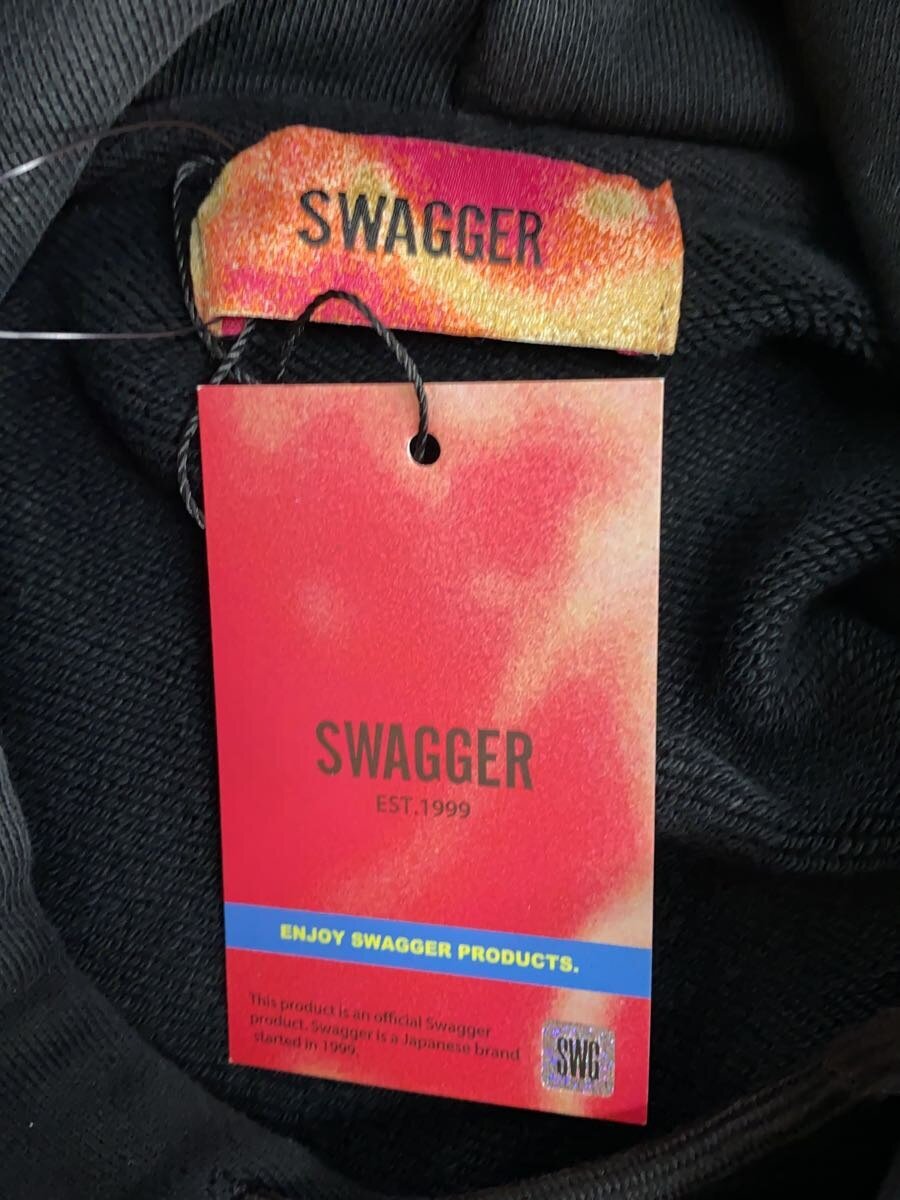 SWAGGER
SWAGGER
EST.1999
ENJOY SWAGGER PRODUCTS.
This product is an official Swagger
product. Swagger is a Japanese brand
started in 1999.
SWG